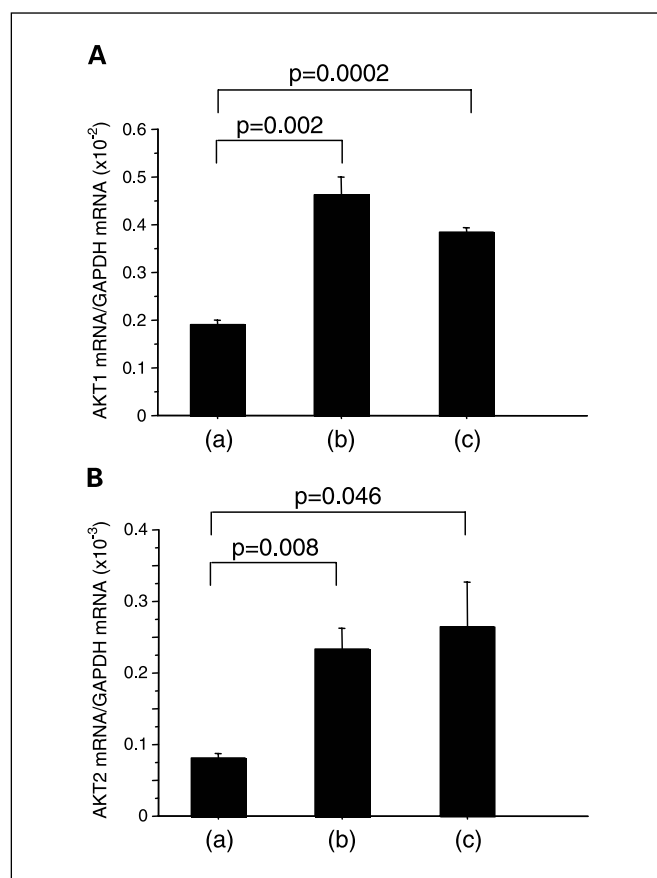 A
p=0.0002
p=0.002
AKT1 mRNA/GAPDH mRNA (x10⁻²)
0.6
0.5
0.4
0.3
0.2
0.1
0
(a) (b) (c)
B
p=0.046
p=0.008
AKT2 mRNA/GAPDH mRNA (x10⁻³)
0.4
0.3
0.2
0.1
0
(a) (b) (c)